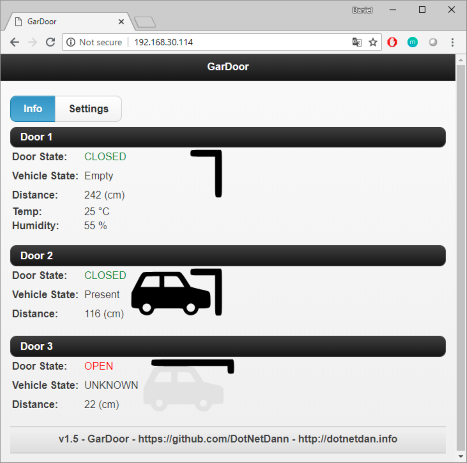 Daniel
GarDoor
Not secure | 192.168.30.114
GarDoor
Info Settings
Door 1
Door State: CLOSED
Vehicle State: Empty
Distance: 242 (cm)
Temp: 25 °C
Humidity: 55 %
Door 2
Door State: CLOSED
Vehicle State: Present
Distance: 116 (cm)
Door 3
Door State: OPEN
Vehicle State: UNKNOWN
Distance: 22 (cm)
v1.5 - GarDoor - https://github.com/DotNetDann - http://dotnetdan.info